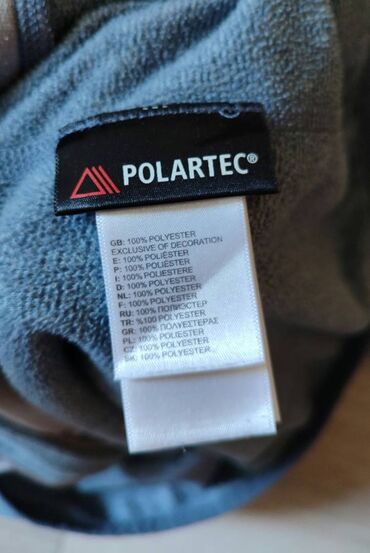 POLARTEC®
GB: 100% POLYESTER
EXCLUSIVE OF DECORATION
E: 100% POLIÉSTER
P: 100% POLIÉSTER
I: 100% POLIESTERE
D: 100% POLYESTER
NL: 100% POLYESTER
F: 100% POLYESTER
RU: 100% ПОЛИЭСТЕР
TR: %100 POLYESTER
GR: 100% ΠΟΛΥΕΣΤΕΡΑΣ
PL: 100% POLYESTER
CZ: 100% POLYESTER
SK: 100% POLYESTER